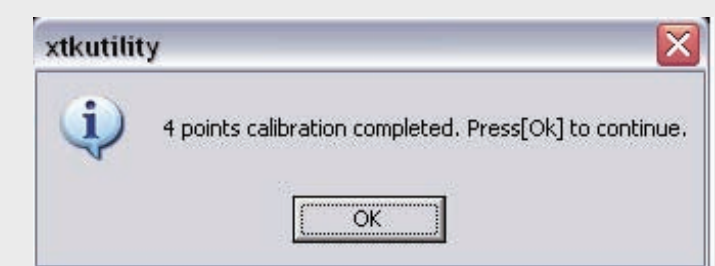 xtkutility
4 points calibration completed. Press[Ok] to continue.
OK